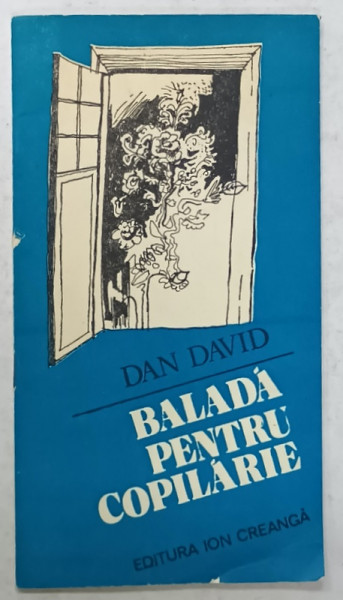 DAN DAVID
BALADĂ
PENTRU
COPILĂRIE
EDITURA ION CREANGĂ